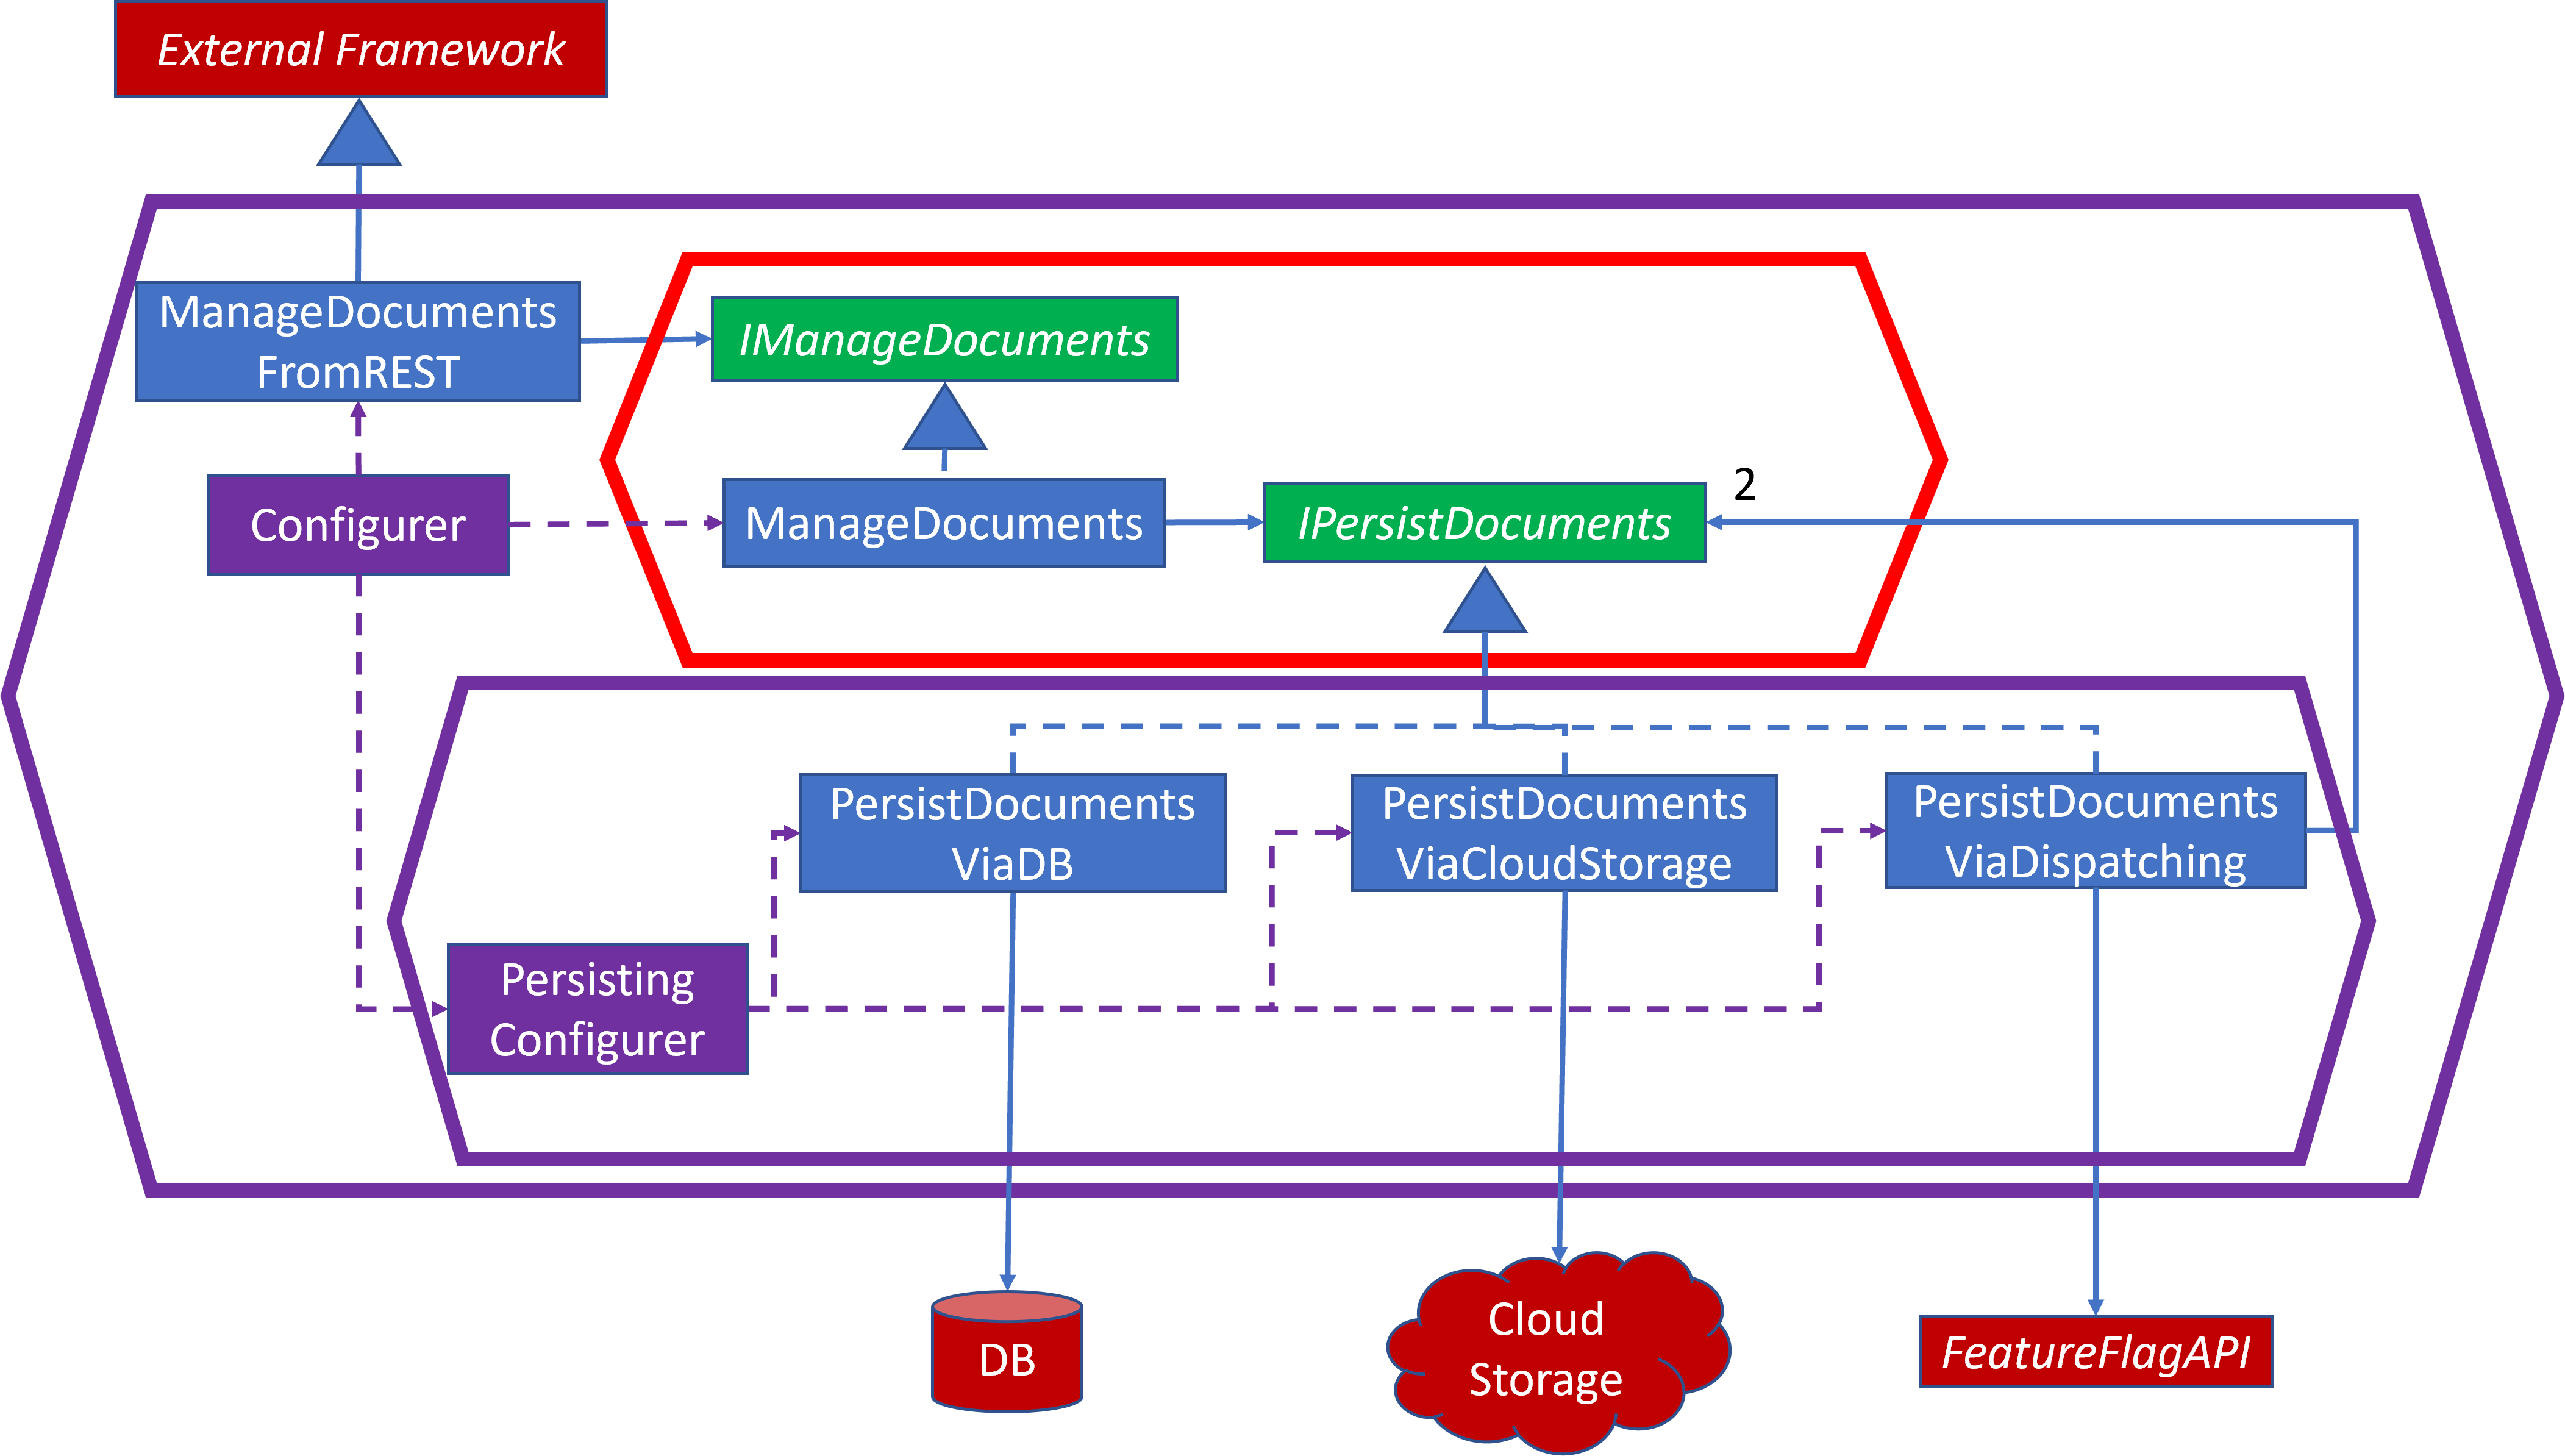 External Framework
ManageDocuments
FromREST
IManageDocuments
Configurer
ManageDocuments
IPersistDocuments
2
PersistDocuments
ViaDB
PersistDocuments
ViaCloudStorage
PersistDocuments
ViaDispatching
Persisting
Configurer
DB
Cloud
Storage
FeatureFlagAPI